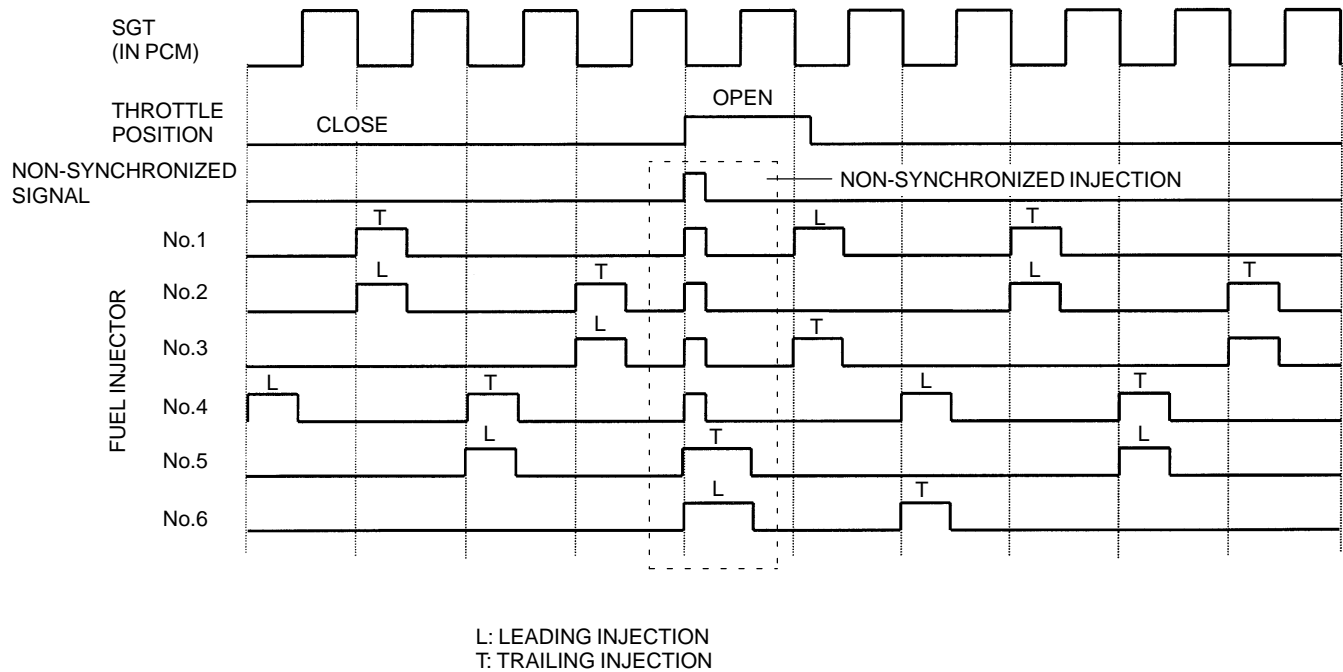 SGT
(IN PCM)
OPEN
THROTTLE
POSITION
CLOSE
NON-SYNCHRONIZED
SIGNAL
NON-SYNCHRONIZED INJECTION
FUEL INJECTOR
No.1
T
L
T
No.2
L
T
L
T
No.3
L
T
No.4
L
T
L
T
No.5
L
T
L
No.6
L
T
L: LEADING INJECTION
T: TRAILING INJECTION